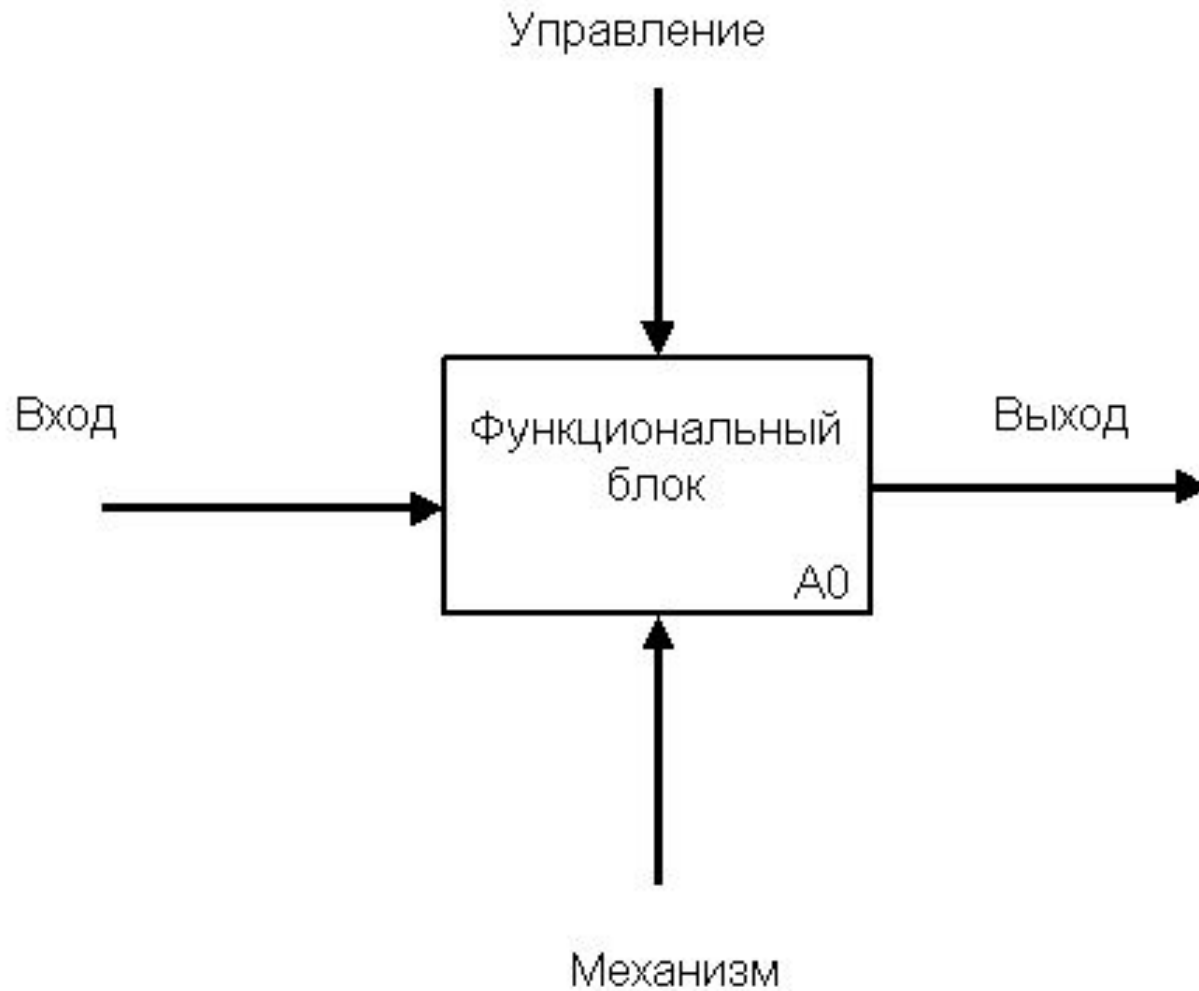 Управление
Вход
Функциональный
блок
Выход
А0
Механизм